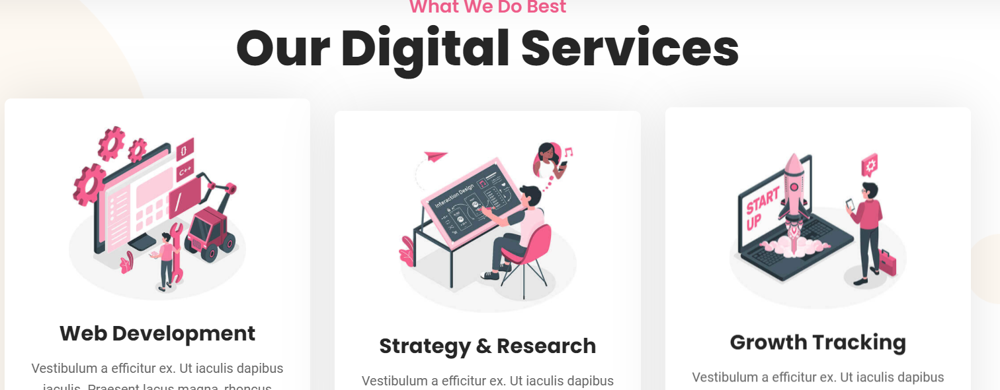 What We Do Best
Our Digital Services
{}
C++
/
Interaction Design
START
UP
Web Development
Strategy & Research
Growth Tracking
Vestibulum a efficitur ex. Ut iaculis dapibus
iaculis. Praesent lacus magna, rhoncus
Vestibulum a efficitur ex. Ut iaculis dapibus
Vestibulum a efficitur ex. Ut iaculis dapibus